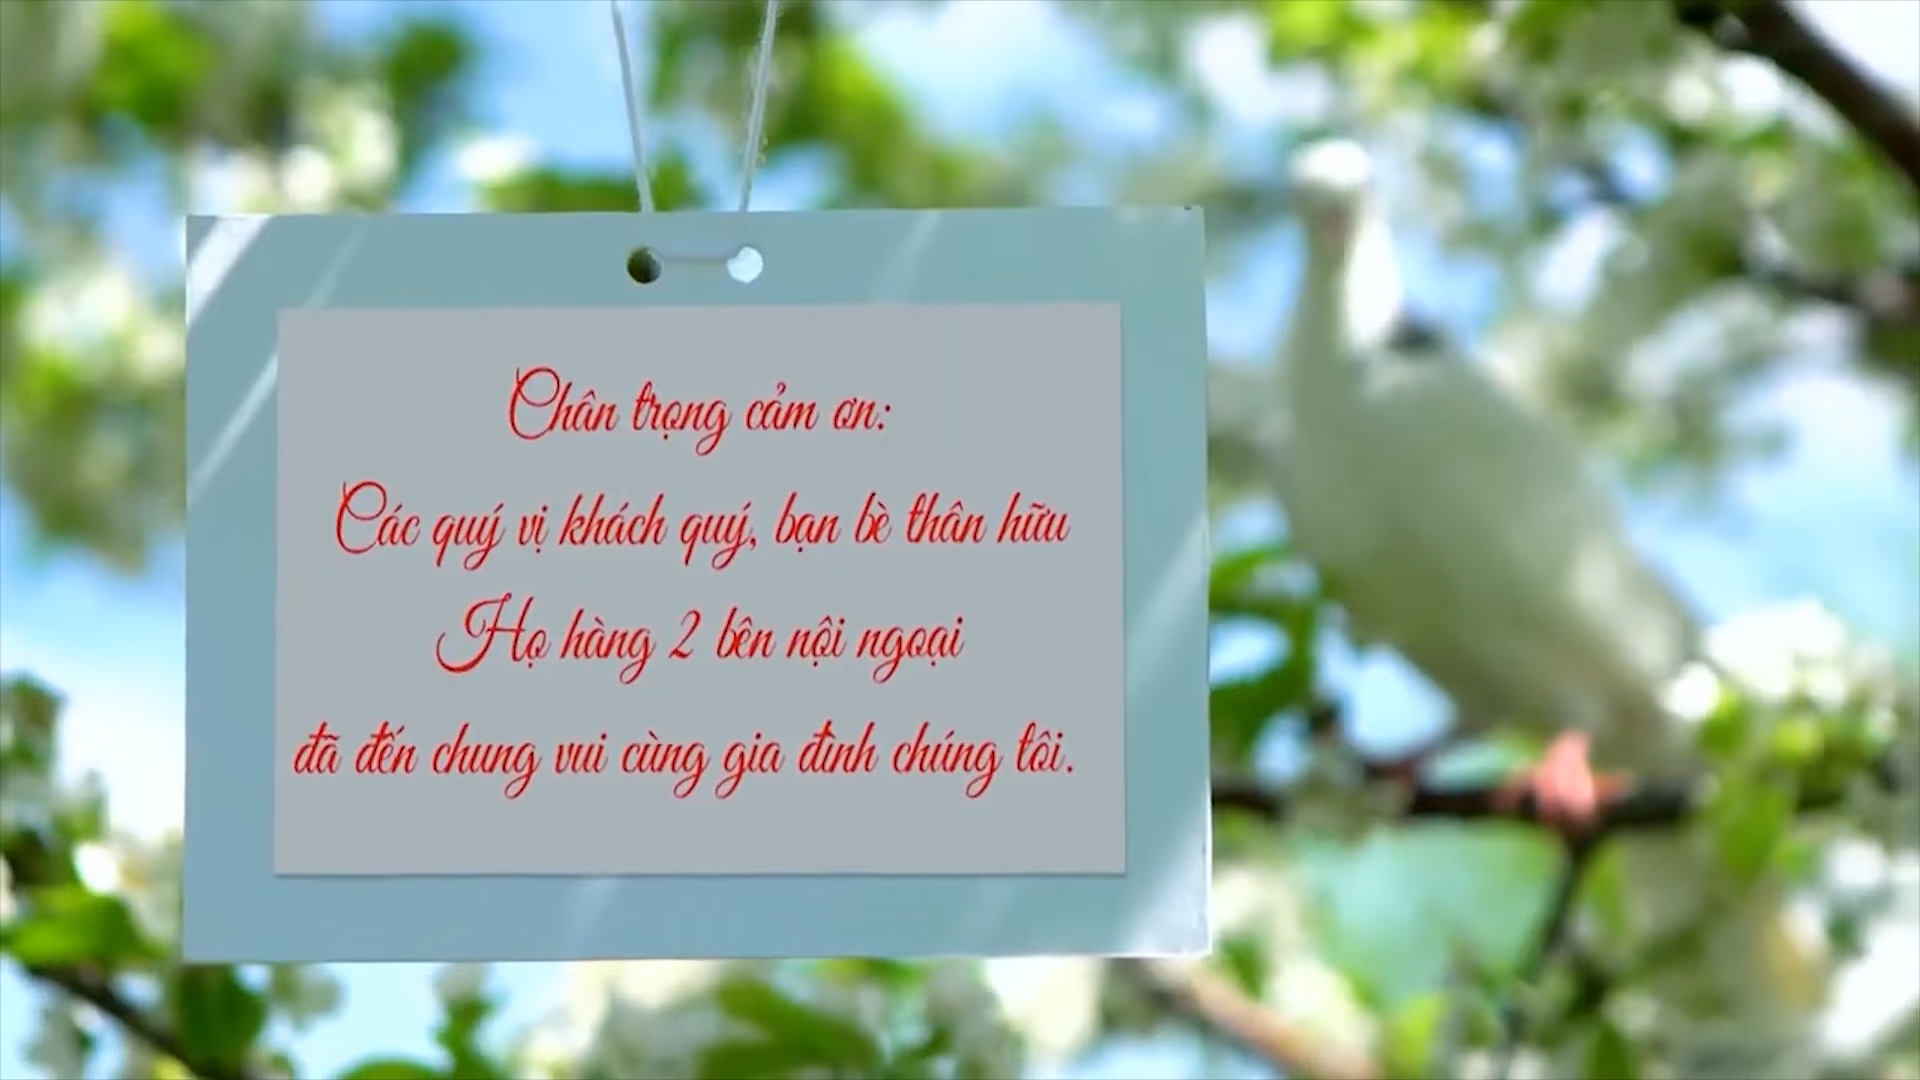 Chân trọng cảm ơn:
Các quý vị khách quý, bạn bè thân hữu
Họ hàng 2 bên nội ngoại
đã đến chung vui cùng gia đình chúng tôi.